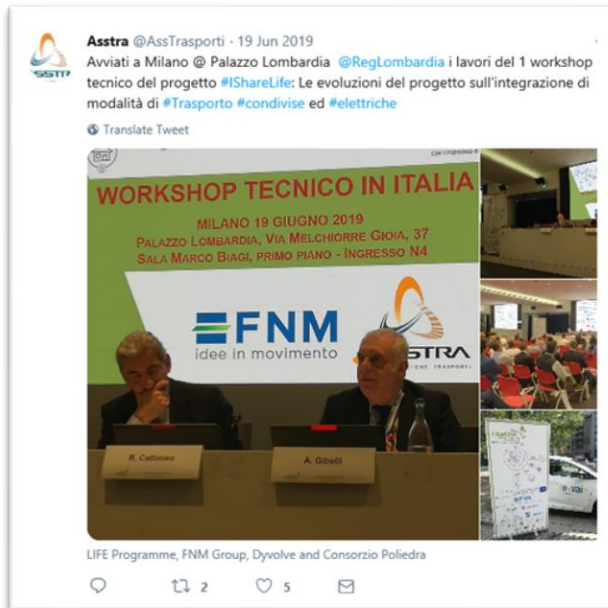 Asstra @AssTrasporti · 19 Jun 2019
Avviati a Milano @ Palazzo Lombardia @RegLombardia i lavori del 1 workshop
tecnico del progetto #IShareLife: Le evoluzioni del progetto sull'integrazione di
modalità di #Trasporto #condivise ed #elettriche
Translate Tweet
WORKSHOP TECNICO IN ITALIA
MILANO 19 GIUGNO 2019
PALAZZO LOMBARDIA, VIA MELCHIORRE GIOIA, 37
SALA MARCO BIAGI, PRIMO PIANO - INGRESSO N4
FNM
idee in movimento
STRA
TRASPORTI
R. Cattaneo
A. Gibelli
LIFE Programme, FNM Group, Dyvolve and Consorzio Poliedra
2
5